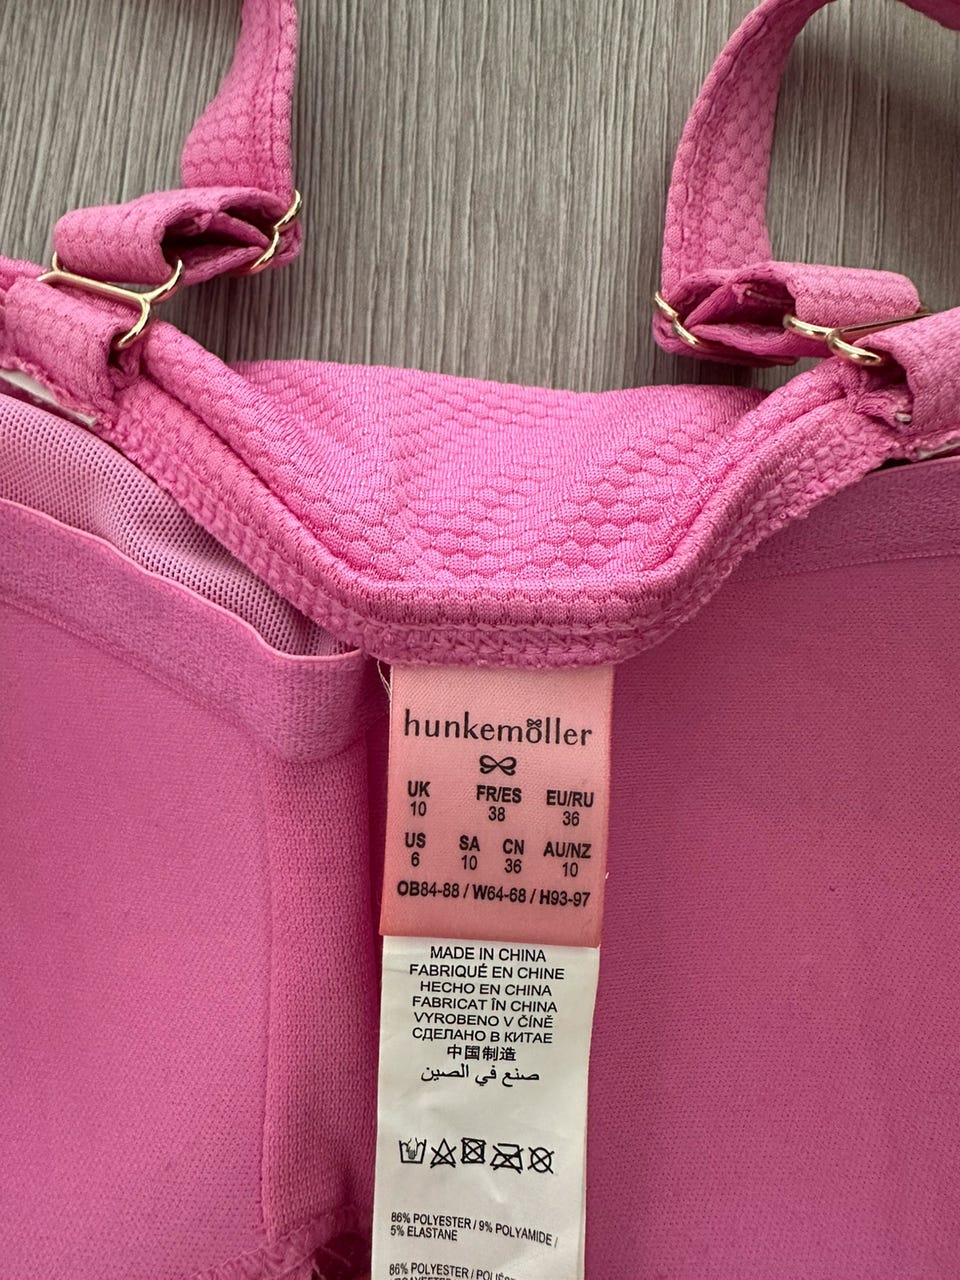 hunkemöller
UK FR/ES EU/RU
10 38 36
US SA CN AU/NZ
6 10 36 10
OB84-88 / W64-68 / H93-97
MADE IN CHINA
FABRIQUÉ EN CHINE
HECHO EN CHINA
FABRICAT ÎN CHINA
VYROBENO V ČÍNĚ
СДЕЛАНО В КИТАЕ
中国制造
صنع في الصين
86% POLYESTER / 9% POLYAMIDE /
5% ELASTANE
86% POLYESTER /